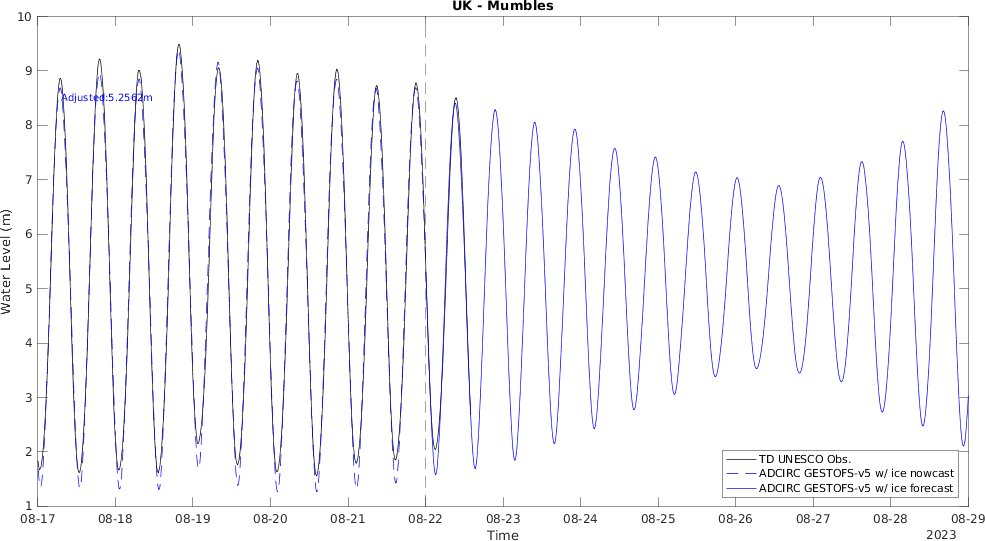 UK - Mumbles
10
9
8
7
6
5
4
3
2
1
Water Level (m)
Adjusted:5.2562m
TD UNESCO Obs.
ADCIRC GESTOFS-v5 w/ ice nowcast
ADCIRC GESTOFS-v5 w/ ice forecast
08-17 08-18 08-19 08-20 08-21 08-22 08-23 08-24 08-25 08-26 08-27 08-28 08-29
Time
2023